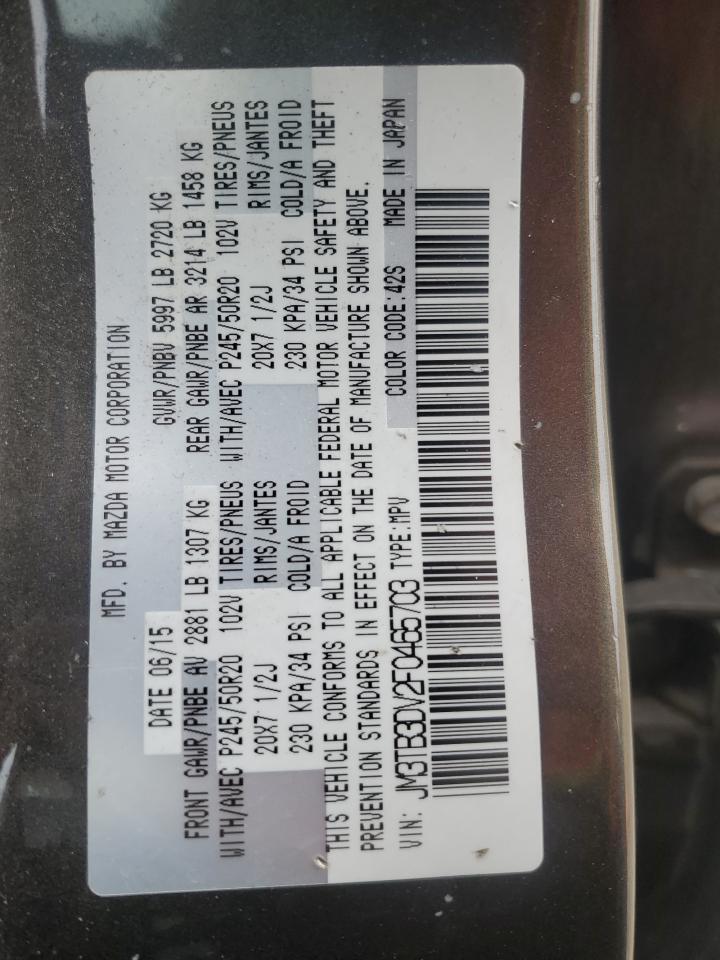 MFD. BY MAZDA MOTOR CORPORATION
DATE 06/15 GVWR/PNBV 5997 LB 2720 KG
FRONT GAWR/PNBE AV 2881 LB 1307 KG REAR GAWR/PNBE AR 3214 LB 1458 KG
WITH/AVEC P245/50R20 102V TIRES/PNEUS WITH/AVEC P245/50R20 102V TIRES/PNEUS
20X7 1/2J RIMS/JANTES 20X7 1/2J RIMS/JANTES
230 KPA/34 PSI COLD/A FROID 230 KPA/34 PSI COLD/A FROID
THIS VEHICLE CONFORMS TO ALL APPLICABLE FEDERAL MOTOR VEHICLE SAFETY AND THEFT
PREVENTION STANDARDS IN EFFECT ON THE DATE OF MANUFACTURE SHOWN ABOVE.
VIN: JM3TB3DV2F0465703 TYPE:MPV COLOR CODE:42S MADE IN JAPAN